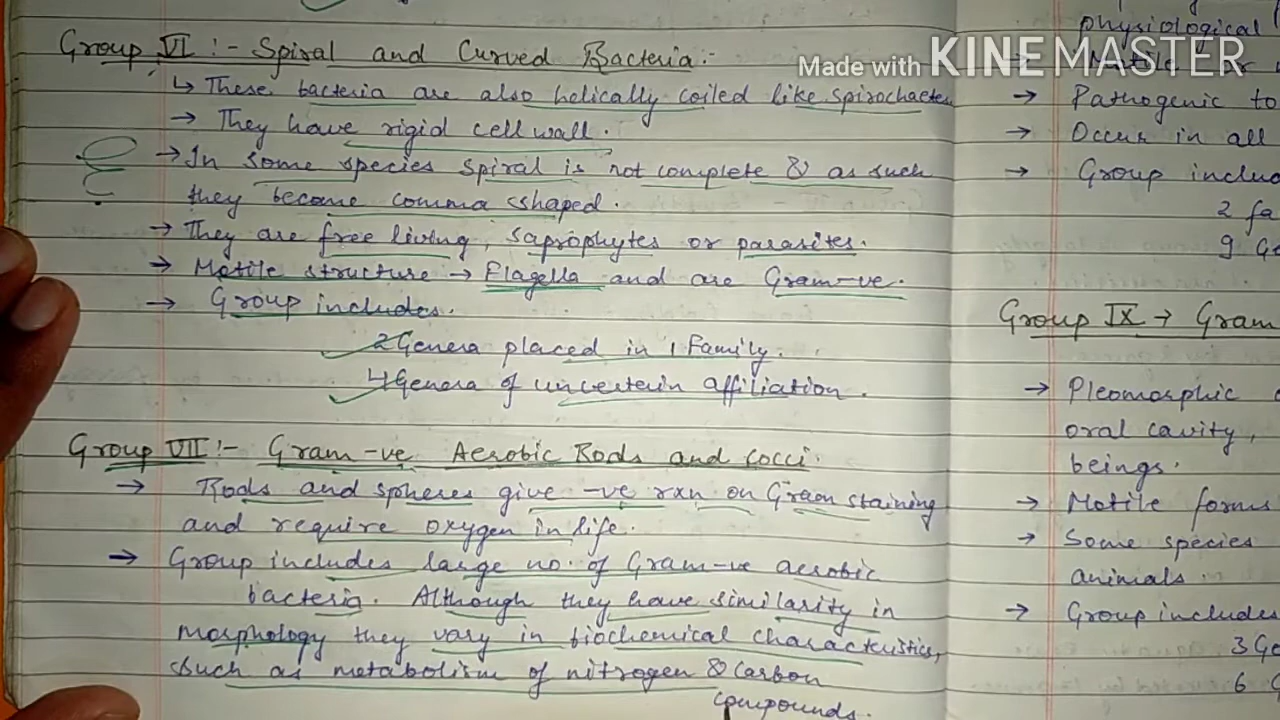 Group VI :- Spiral and Curved Bacteria :-
↳ These bacteria are also helically coiled like Spirochaetes
→ They have rigid cell wall.
→ In some species spiral is not complete & as such
they become comma shaped.
→ They are free living, saprophytes or parasites.
→ Motile structure → Flagella and are Gram-ve.
→ Group includes.
2 Genera placed in 1 Family.
4 Genera of uncertein affiliation.
Group VII :- Gram -ve Aerobic Rods and cocci.
→ Rods and spheres give -ve rxn on Gram staining
and require oxygen in life.
→ Group includes large no. of Gram-ve aerobic
bacteria. Although they have similarity in
morphology they vary in biochemical characteristics,
such as metabolism of nitrogen & carbon
compounds.
physiological
Made with KINEMASTER
→ Motile or
→ Pathogenic to
→ Occur in all
→ Group includ
2 fa
9 Ge
Group IX → Gram
→ Pleomorphic
oral cavity,
beings.
→ Motile forms
→ Some species
animals.
→ Group includes
3 Ge
6 G